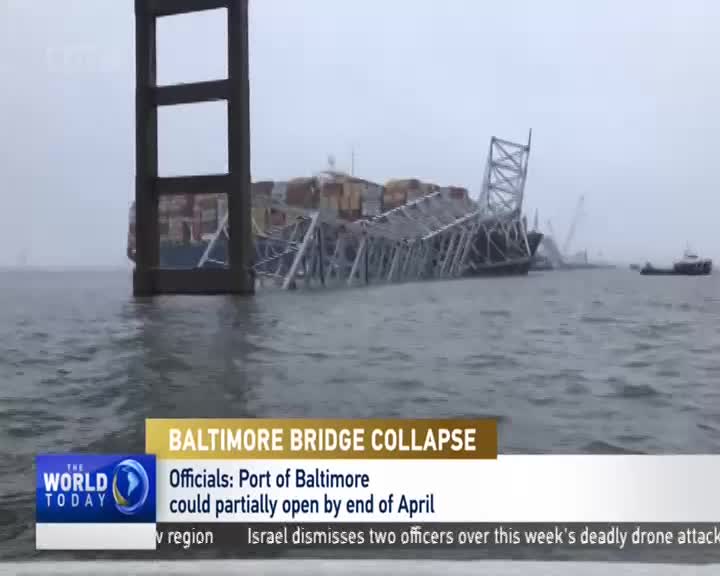 BALTIMORE BRIDGE COLLAPSE
THE
WORLD
TODAY
Officials: Port of Baltimore
could partially open by end of April
region Israel dismisses two officers over this week's deadly drone attack